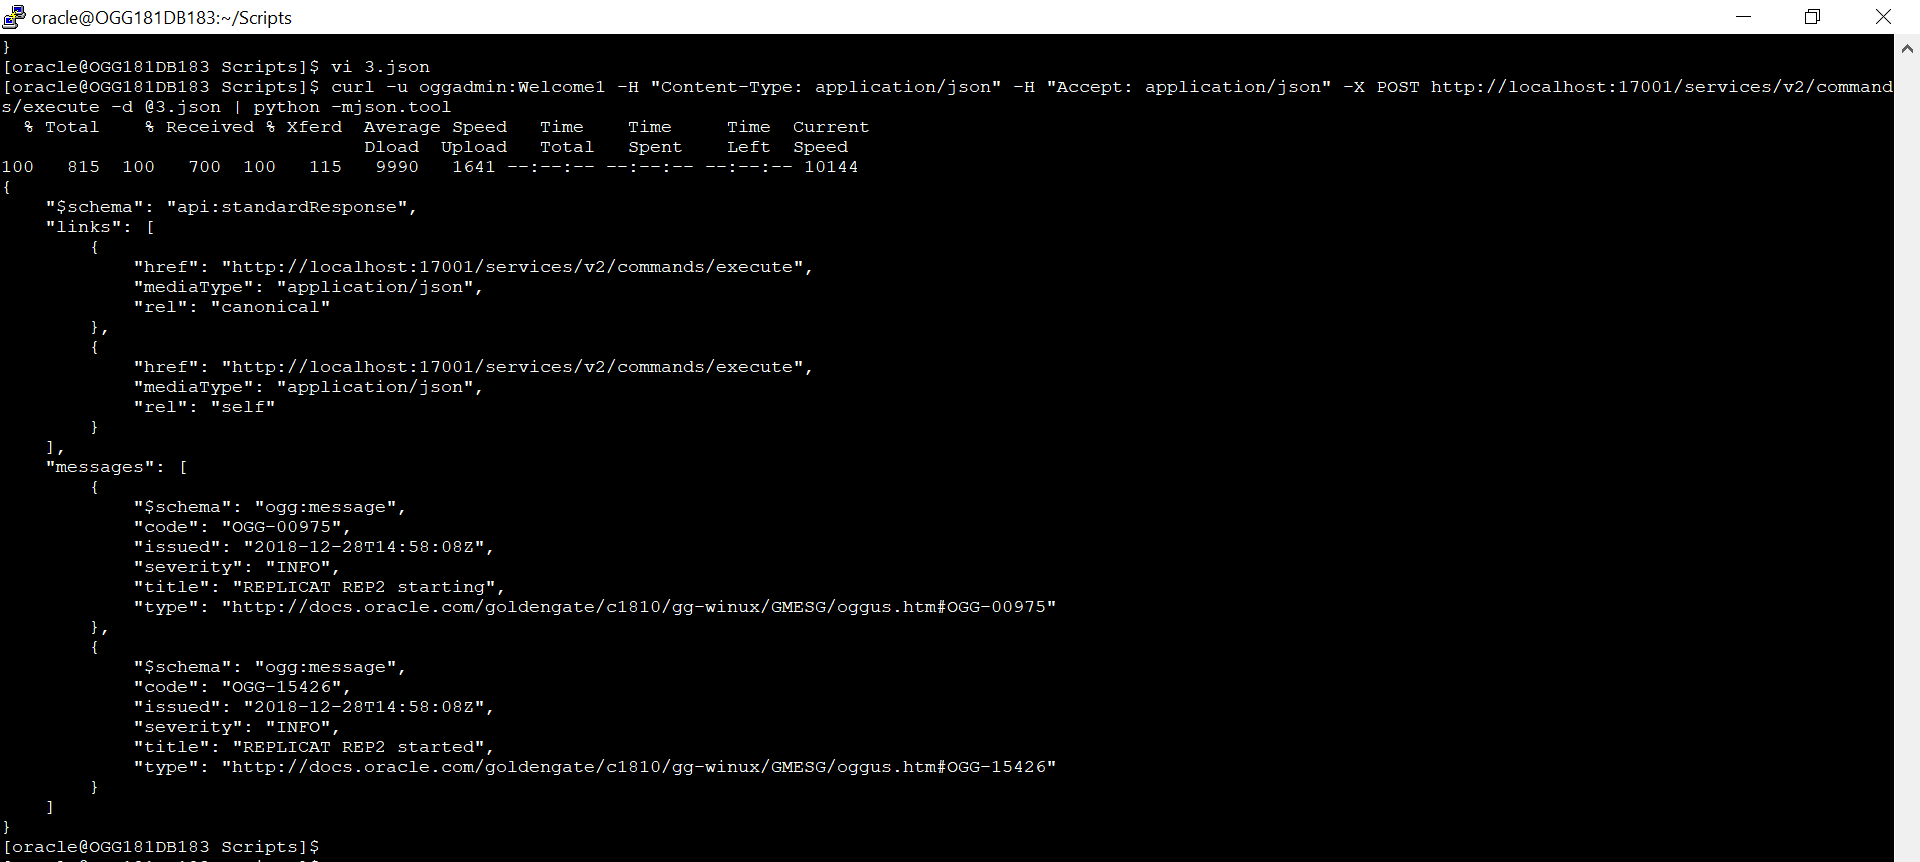 oracle@OGG181DB183:~/Scripts
}
[oracle@OGG181DB183 Scripts]$ vi 3.json
[oracle@OGG181DB183 Scripts]$ curl -u oggadmin:Welcome1 -H "Content-Type: application/json" -H "Accept: application/json" -X POST http://localhost:17001/services/v2/command
s/execute -d @3.json | python -mjson.tool
  % Total    % Received % Xferd  Average Speed   Time    Time     Time  Current
                                 Dload  Upload   Total   Spent    Left  Speed
100   815  100   700  100   115   9990   1641 --:--:-- --:--:-- --:--:-- 10144
{
    "$schema": "api:standardResponse",
    "links": [
        {
            "href": "http://localhost:17001/services/v2/commands/execute",
            "mediaType": "application/json",
            "rel": "canonical"
        },
        {
            "href": "http://localhost:17001/services/v2/commands/execute",
            "mediaType": "application/json",
            "rel": "self"
        }
    ],
    "messages": [
        {
            "$schema": "ogg:message",
            "code": "OGG-00975",
            "issued": "2018-12-28T14:58:08Z",
            "severity": "INFO",
            "title": "REPLICAT REP2 starting",
            "type": "http://docs.oracle.com/goldengate/c1810/gg-winux/GMESG/oggus.htm#OGG-00975"
        },
        {
            "$schema": "ogg:message",
            "code": "OGG-15426",
            "issued": "2018-12-28T14:58:08Z",
            "severity": "INFO",
            "title": "REPLICAT REP2 started",
            "type": "http://docs.oracle.com/goldengate/c1810/gg-winux/GMESG/oggus.htm#OGG-15426"
        }
    ]
}
[oracle@OGG181DB183 Scripts]$